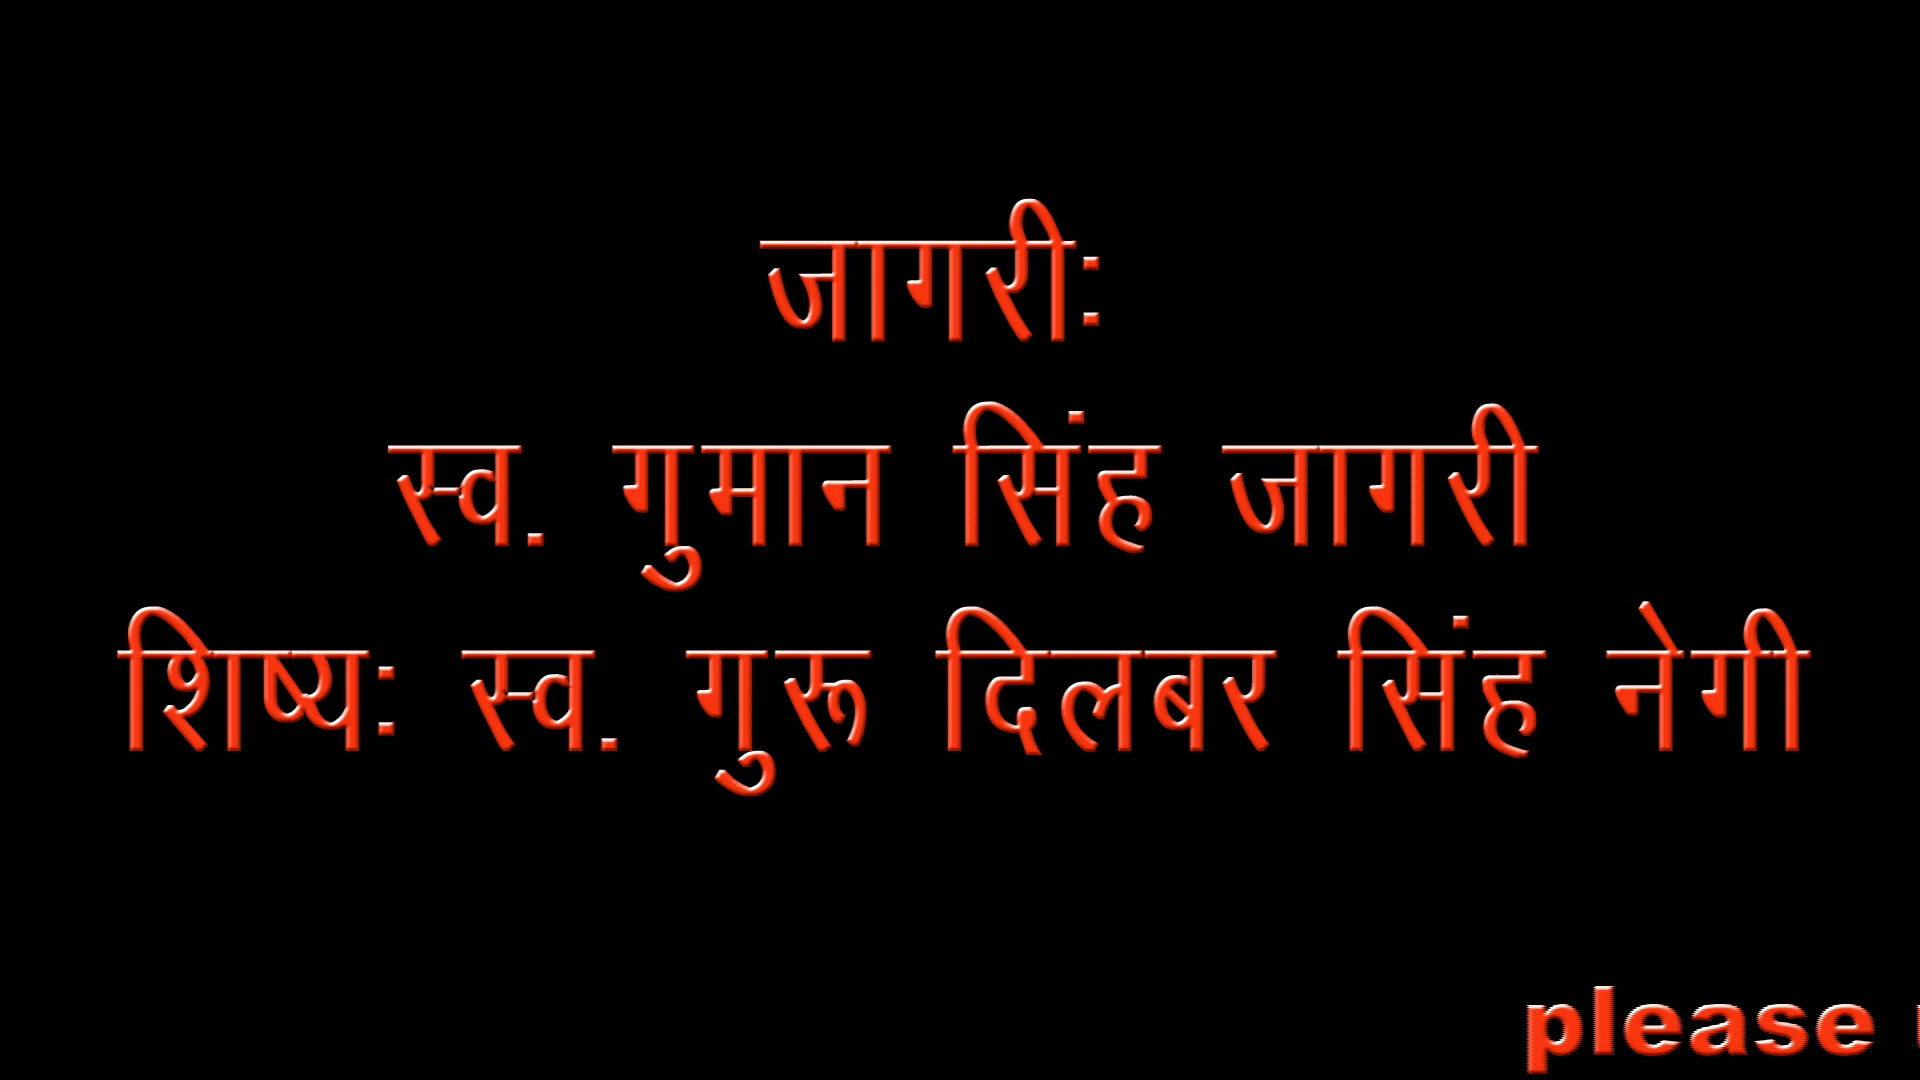 जागरी:
स्व. गुमान सिंह जागरी
शिष्य: स्व. गुरू दिलबर सिंह नेगी
please